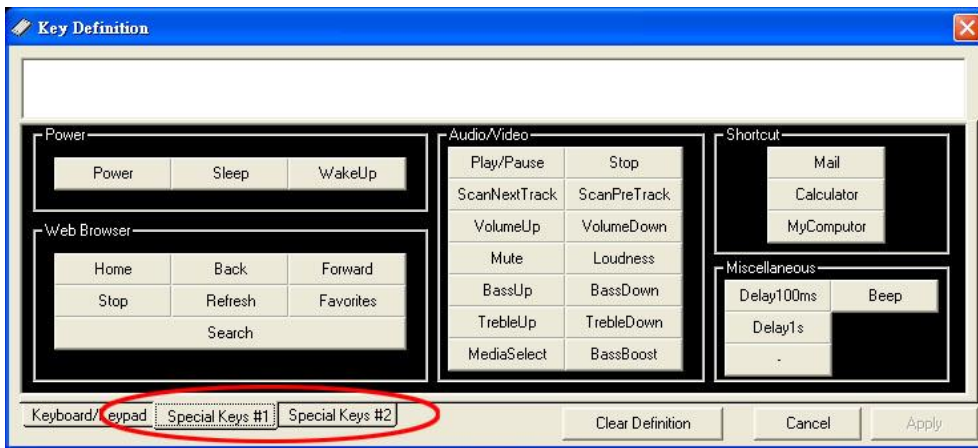 Key Definition
Power
Power Sleep WakeUp
Web Browser
Home Back Forward
Stop Refresh Favorites
Search
Audio/Video
Play/Pause Stop
ScanNextTrack ScanPreTrack
VolumeUp VolumeDown
Mute Loudness
BassUp BassDown
TrebleUp TrebleDown
MediaSelect BassBoost
Shortcut
Mail
Calculator
MyComputor
Miscellaneous
Delay100ms Beep
Delay1s
-
Keyboard/Keypad Special Keys #1 Special Keys #2
Clear Definition Cancel Apply